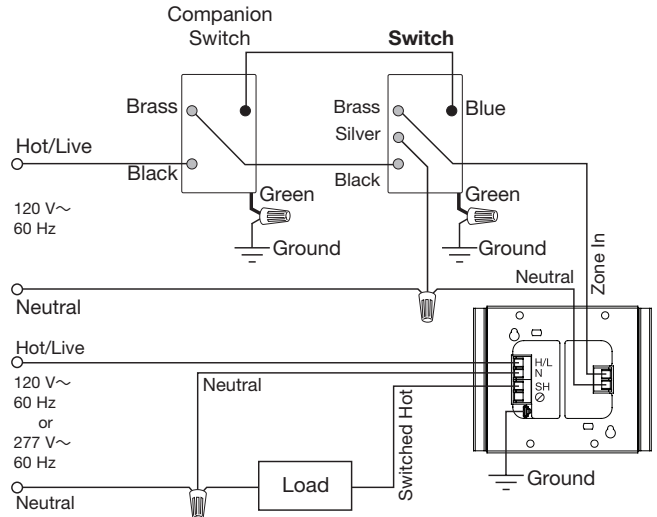 Companion
Switch
Switch
Brass
Brass
Blue
Silver
Hot/Live
Black
Black
Green
Green
120 V~
60 Hz
Ground
Ground
Zone In
Neutral
Neutral
Hot/Live
H/L
N
SH
120 V~
60 Hz
or
277 V~
60 Hz
Neutral
Switched Hot
Load
Ground
Neutral